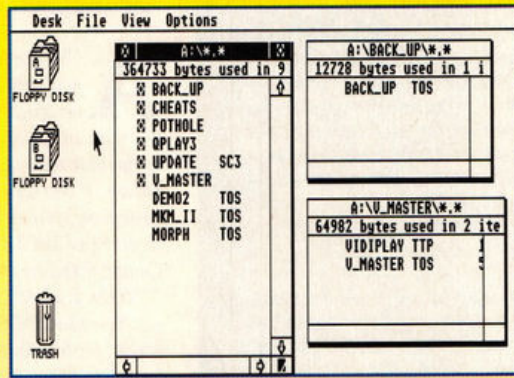 Desk File View Options
A
FLOPPY DISK
B
FLOPPY DISK
TRASH
A:\*.*
364733 bytes used in 9
BACK_UP
CHEATS
POTHOLE
QPLAY3
UPDATE SC3
V_MASTER
DEMO2 TOS
MKM_II TOS
MORPH TOS
A:\BACK_UP\*.*
12728 bytes used in 1 i
BACK_UP TOS
A:\V_MASTER\*.*
64982 bytes used in 2 ite
VIDIPLAY TTP 1
V_MASTER TOS 5